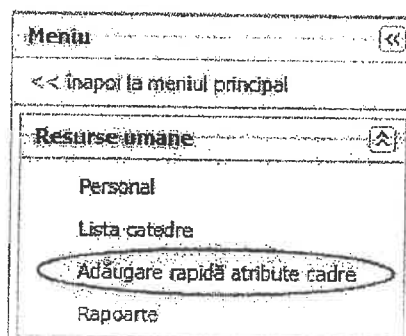 Meniu
<< Înapoi la meniul principal
Resurse umane
Personal
Lista catedre
Adăugare rapidă atribute cadre
Rapoarte